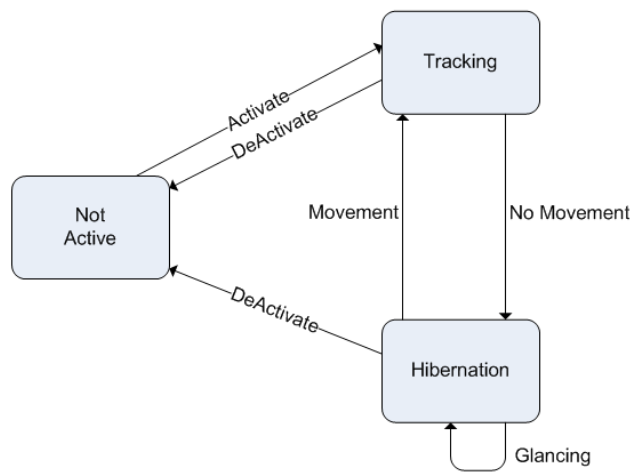 Tracking
Activate
DeActivate
Not
Active
Movement
No Movement
DeActivate
Hibernation
Glancing